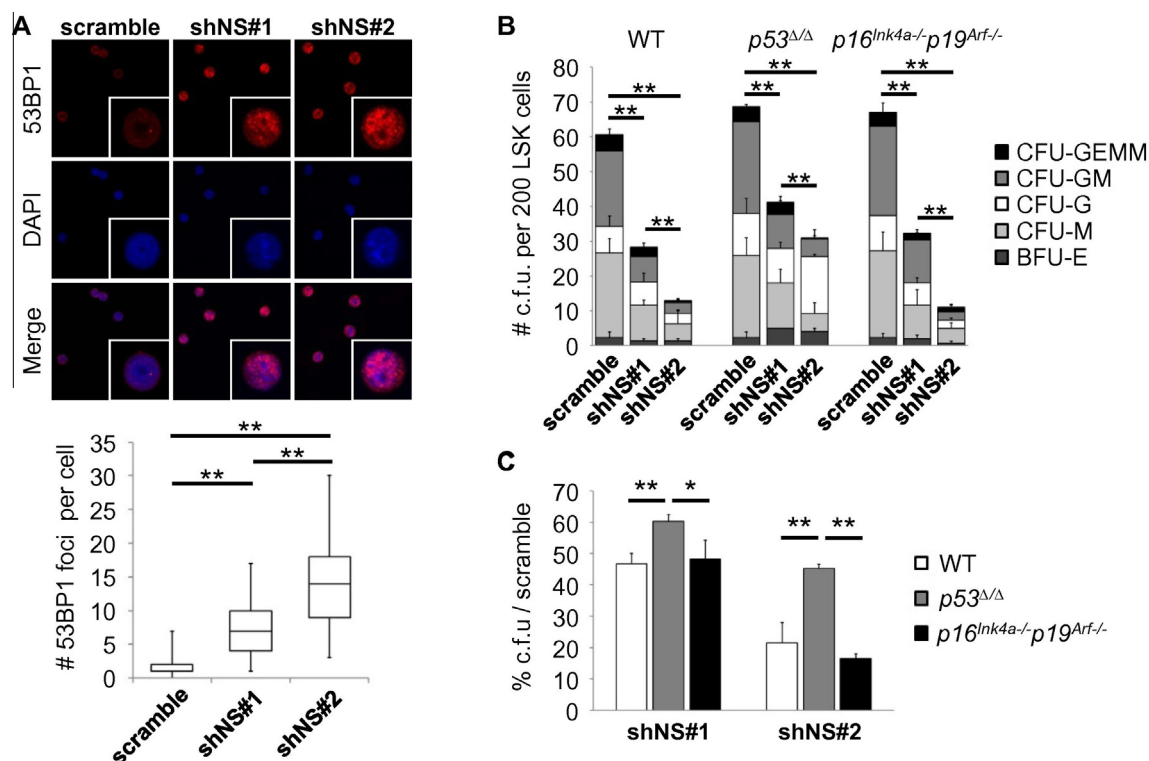 A
scramble shNS#1 shNS#2
53BP1
DAPI
Merge
# 53BP1 foci per cell
35
30
25
20
15
10
5
0
** ** **
scramble
shNS#1
shNS#2
B
WT p53Δ/Δ p16Ink4a-/-p19Arf-/-
# c.f.u. per 200 LSK cells
80
70
60
50
40
30
20
10
0
** ** **
** ** **
** ** **
scramble
shNS#1
shNS#2
scramble
shNS#1
shNS#2
scramble
shNS#1
shNS#2
CFU-GEMM
CFU-GM
CFU-G
CFU-M
BFU-E
C
% c.f.u / scramble
70
60
50
40
30
20
10
0
** *
** **
shNS#1 shNS#2
WT
p53Δ/Δ
p16Ink4a-/-p19Arf-/-